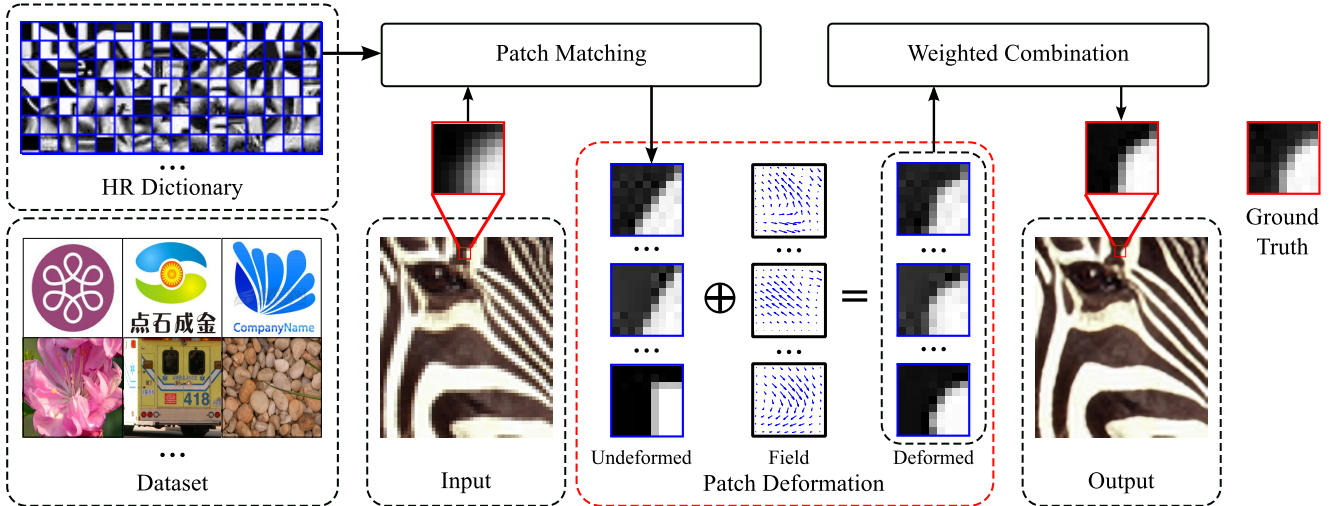 Patch Matching
Weighted Combination
...
HR Dictionary
Ground
Truth
点石成金
CompanyName
418
...
Dataset
Input
...
...
⊕
=
...
...
...
...
Undeformed
Field
Deformed
Patch Deformation
Output